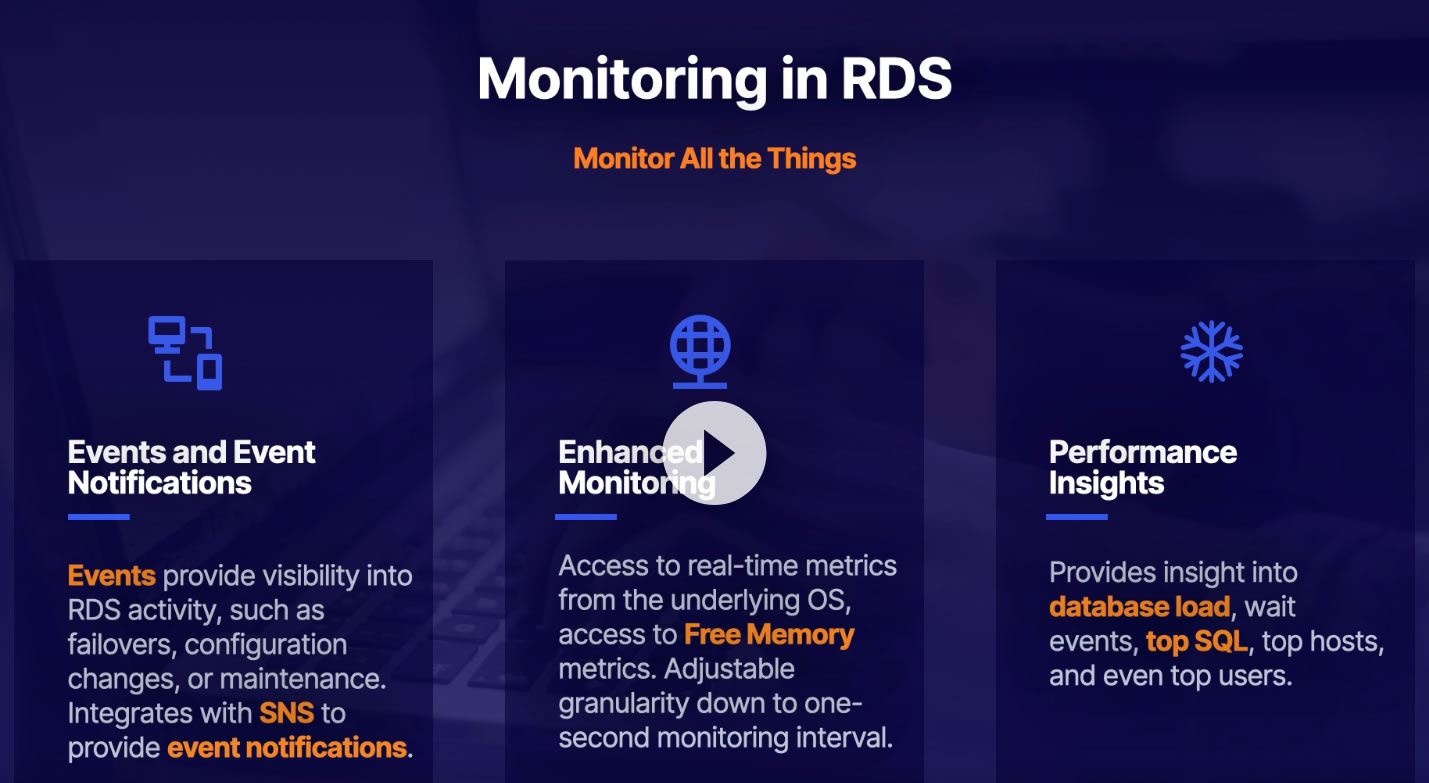 Monitoring in RDS
Monitor All the Things
Events and Event
Notifications
Events provide visibility into
RDS activity, such as
failovers, configuration
changes, or maintenance.
Integrates with SNS to
provide event notifications.
Enhanced
Monitoring
Access to real-time metrics
from the underlying OS,
access to Free Memory
metrics. Adjustable
granularity down to one-
second monitoring interval.
Performance
Insights
Provides insight into
database load, wait
events, top SQL, top hosts,
and even top users.